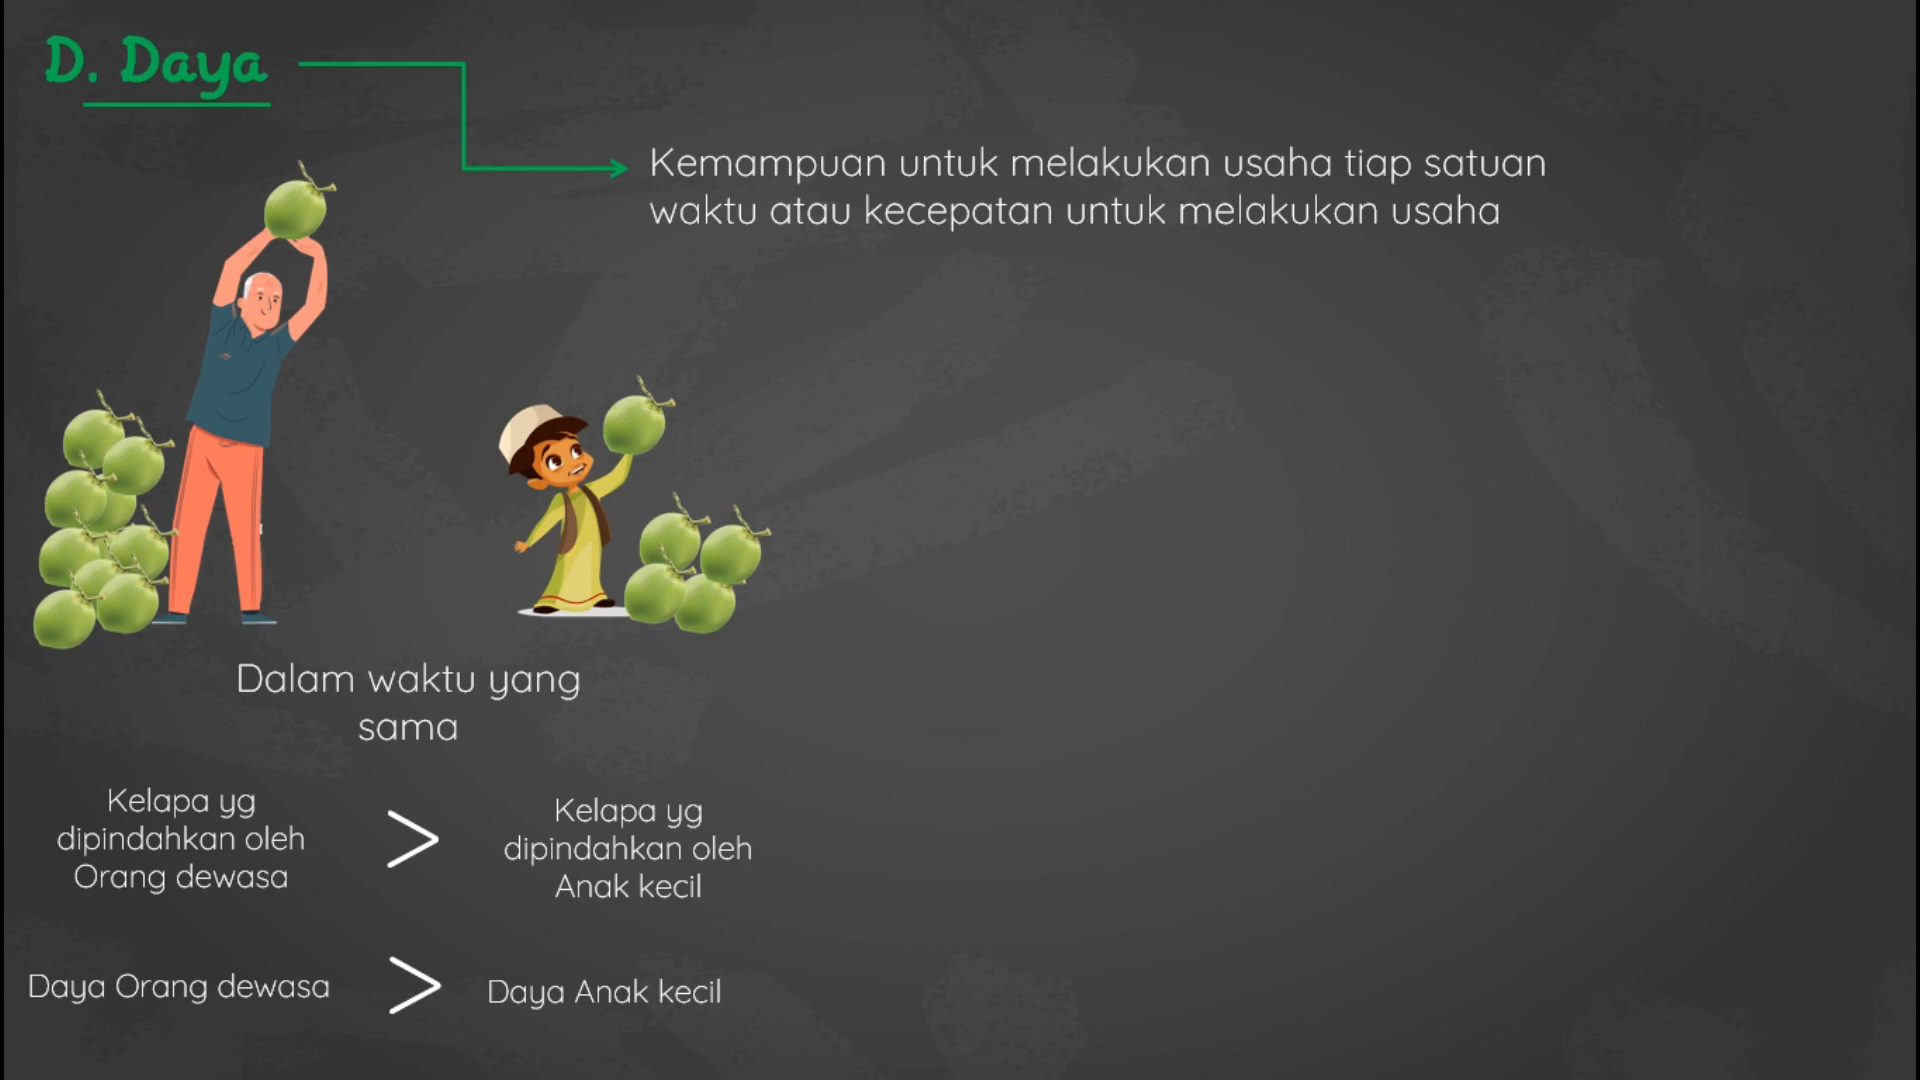 D. Daya
Kemampuan untuk melakukan usaha tiap satuan
waktu atau kecepatan untuk melakukan usaha
Dalam waktu yang
sama
Kelapa yg
dipindahkan oleh
Orang dewasa
>
Kelapa yg
dipindahkan oleh
Anak kecil
Daya Orang dewasa > Daya Anak kecil